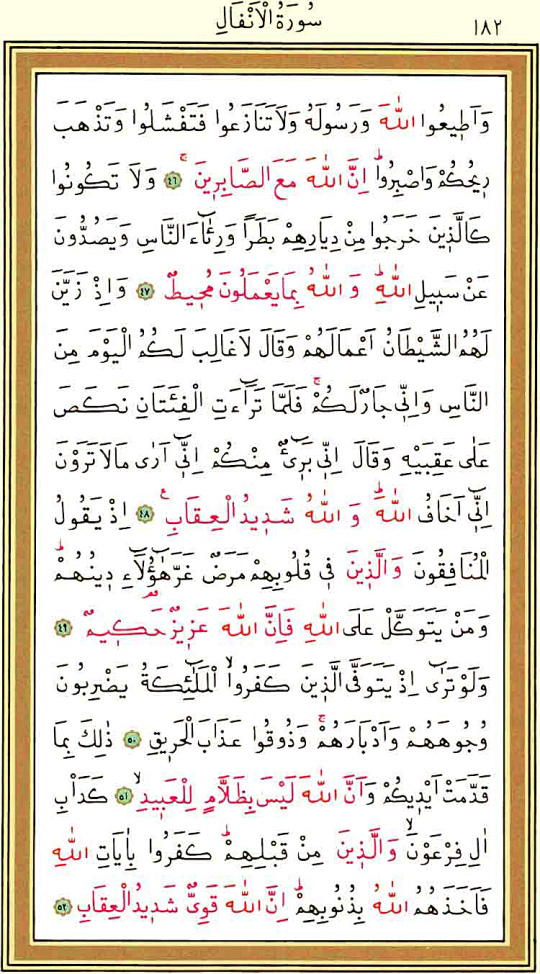 سُورَةُ الْاَنْفَالِ
١٨٢
وَاَطٖيعُوا اللّٰهَ وَرَسُولَهُ وَلَا تَنَازَعُوا فَتَفْشَلُوا وَتَذْهَبَ
رٖيحُكُمْ وَاصْبِرُواؕ اِنَّ اللّٰهَ مَعَ الصَّابِرٖينَۚ ﴿٤٦﴾ وَلَا تَكُونُوا
كَالَّذٖينَ خَرَجُوا مِنْ دِيَارِهِمْ بَطَرًا وَرِئَٓاءَ النَّاسِ وَيَصُدُّونَ
عَنْ سَبٖيلِ اللّٰهِؕ وَاللّٰهُ بِمَا يَعْمَلُونَ مُحٖيطٌ ﴿٤٧﴾ وَاِذْ زَيَّنَ
لَهُمُ الشَّيْطَانُ اَعْمَالَهُمْ وَقَالَ لَا غَالِبَ لَكُمُ الْيَوْمَ مِنَ
النَّاسِ وَاِنّٖى جَارٌ لَكُمْۚ فَلَمَّا تَرَٓاءَتِ الْفِئَتَانِ نَكَصَ
عَلٰى عَقِبَيْهِ وَقَالَ اِنّٖى بَرٖٓىءٌ مِنْكُمْ اِنّٖٓى اَرٰى مَا لَا تَرَوْنَ
اِنّٖٓى اَخَافُ اللّٰهَؕ وَاللّٰهُ شَدٖيدُ الْعِقَابِࣖ ﴿٤٨﴾ اِذْ يَقُولُ
الْمُنَافِقُونَ وَالَّذٖينَ فٖى قُلُوبِهِمْ مَرَضٌ غَرَّ هٰٓؤُ۬لَٓاءِ دٖينُهُمْؕ
وَمَنْ يَتَوَكَّلْ عَلَى اللّٰهِ فَاِنَّ اللّٰهَ عَزٖيزٌ حَكٖيمٌ ﴿٤٩﴾
وَلَوْ تَرٰٓى اِذْ يَتَوَفَّى الَّذٖينَ كَفَرُواۙ الْمَلٰٓئِكَةُ يَضْرِبُونَ
وُجُوهَهُمْ وَاَدْبَارَهُمْۚ وَذُوقُوا عَذَابَ الْحَرٖيقِ ﴿٥٠﴾ ذٰلِكَ بِمَا
قَدَّمَتْ اَيْدٖيكُمْ وَاَنَّ اللّٰهَ لَيْسَ بِظَلَّامٍ لِلْعَبٖيدِۙ ﴿٥١﴾ كَدَاْبِ
اٰلِ فِرْعَوْنَۙ وَالَّذٖينَ مِنْ قَبْلِهِمْؕ كَفَرُوا بِاٰيَاتِ اللّٰهِ
فَاَخَذَهُمُ اللّٰهُ بِذُنُوبِهِمْؕ اِنَّ اللّٰهَ قَوِىٌّ شَدٖيدُ الْعِقَابِ ﴿٥٢﴾